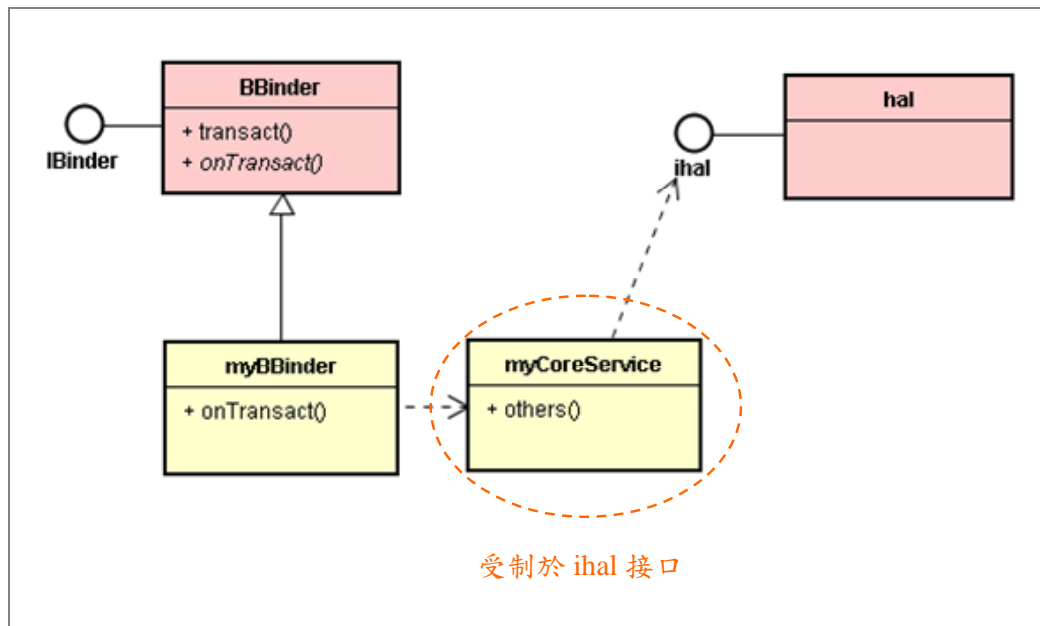 BBinder
+ transact()
+ onTransact()
IBinder
hal
ihal
myBBinder
+ onTransact()
myCoreService
+ others()
受制於 ihal 接口